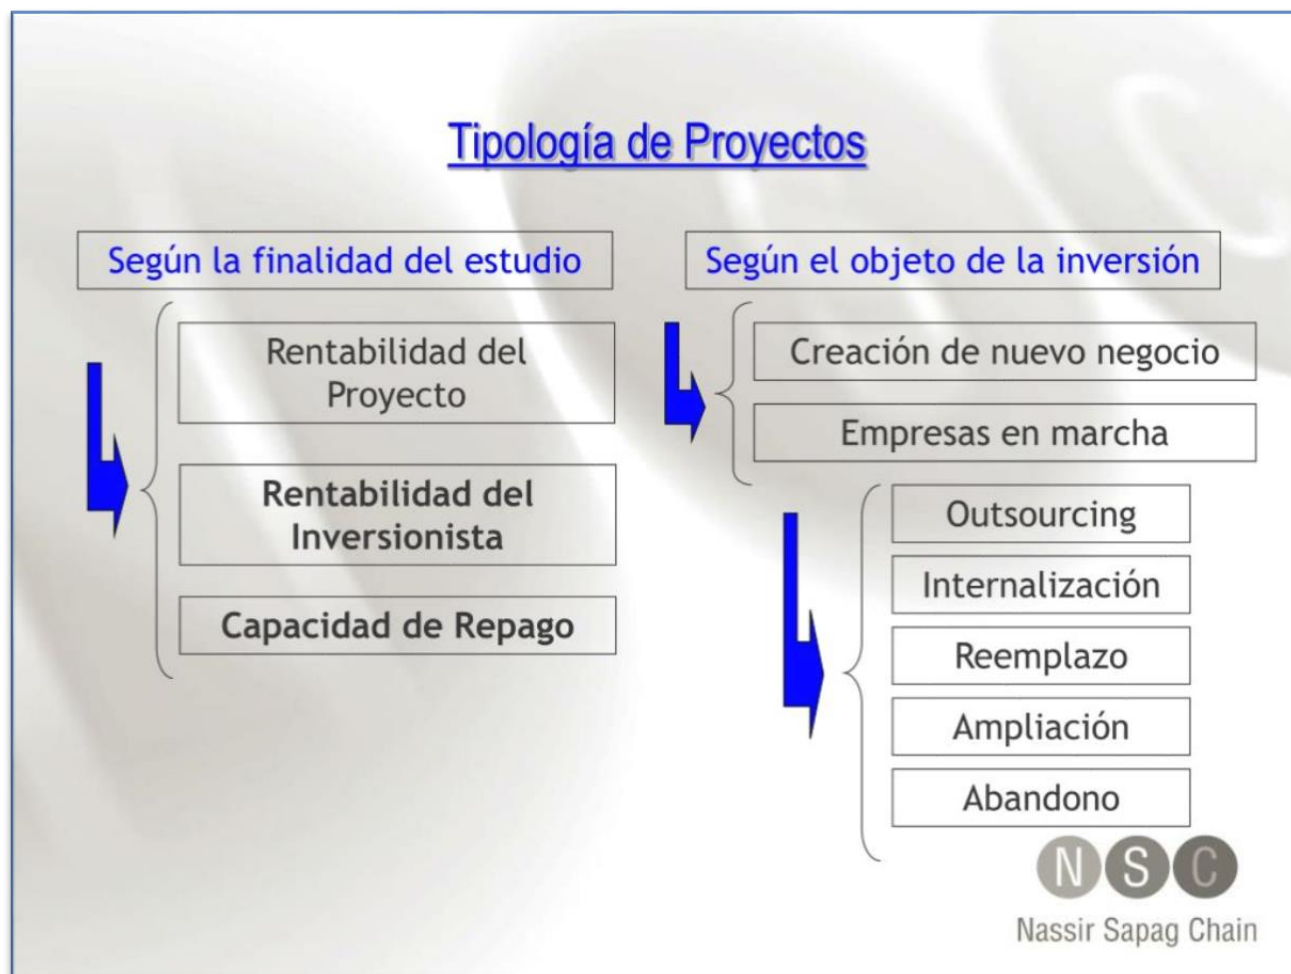 Tipología de Proyectos
Según la finalidad del estudio
Rentabilidad del
Proyecto
Rentabilidad del
Inversionista
Capacidad de Repago
Según el objeto de la inversión
Creación de nuevo negocio
Empresas en marcha
Outsourcing
Internalización
Reemplazo
Ampliación
Abandono
N S C
Nassir Sapag Chain